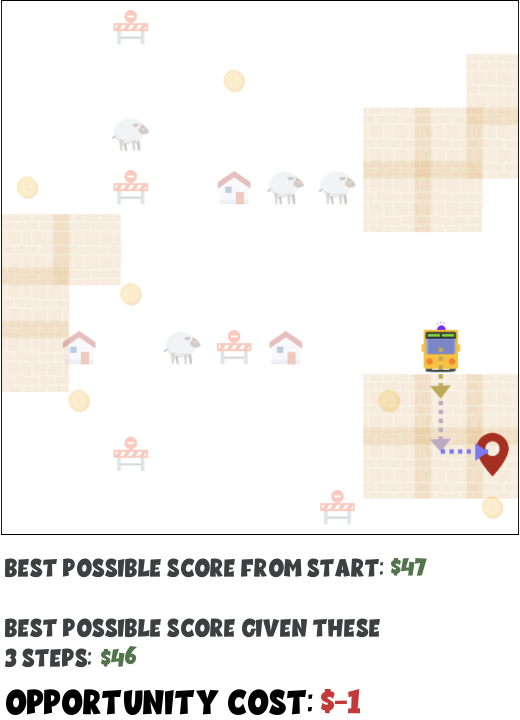 BEST POSSIBLE SCORE FROM START: $47
BEST POSSIBLE SCORE GIVEN THESE
3 STEPS: $46
OPPORTUNITY COST: $-1